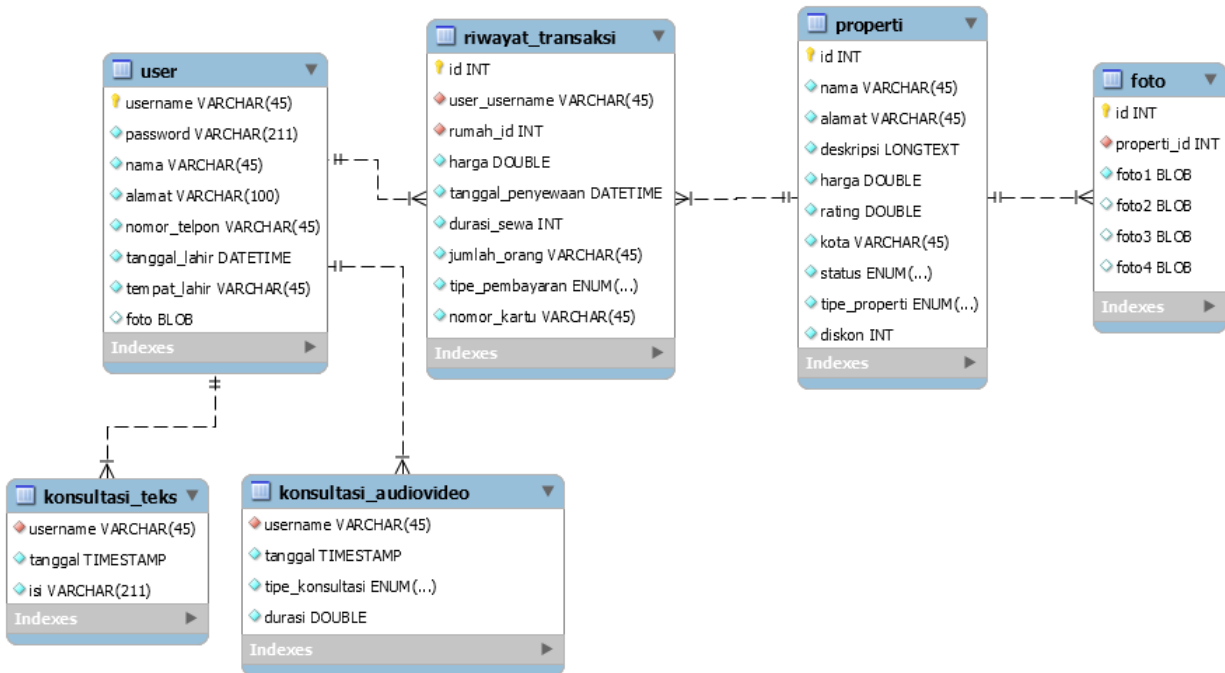 user
username VARCHAR(45)
password VARCHAR(211)
nama VARCHAR(45)
alamat VARCHAR(100)
nomor_telpon VARCHAR(45)
tanggal_lahir DATETIME
tempat_lahir VARCHAR(45)
foto BLOB
Indexes
riwayat_transaksi
id INT
user_username VARCHAR(45)
rumah_id INT
harga DOUBLE
tanggal_penyewaan DATETIME
durasi_sewa INT
jumlah_orang VARCHAR(45)
tipe_pembayaran ENUM(...)
nomor_kartu VARCHAR(45)
Indexes
properti
id INT
nama VARCHAR(45)
alamat VARCHAR(45)
deskripsi LONGTEXT
harga DOUBLE
rating DOUBLE
kota VARCHAR(45)
status ENUM(...)
tipe_properti ENUM(...)
diskon INT
Indexes
foto
id INT
properti_id INT
foto1 BLOB
foto2 BLOB
foto3 BLOB
foto4 BLOB
Indexes
konsultasi_teks
username VARCHAR(45)
tanggal TIMESTAMP
isi VARCHAR(211)
Indexes
konsultasi_audiovideo
username VARCHAR(45)
tanggal TIMESTAMP
tipe_konsultasi ENUM(...)
durasi DOUBLE
Indexes